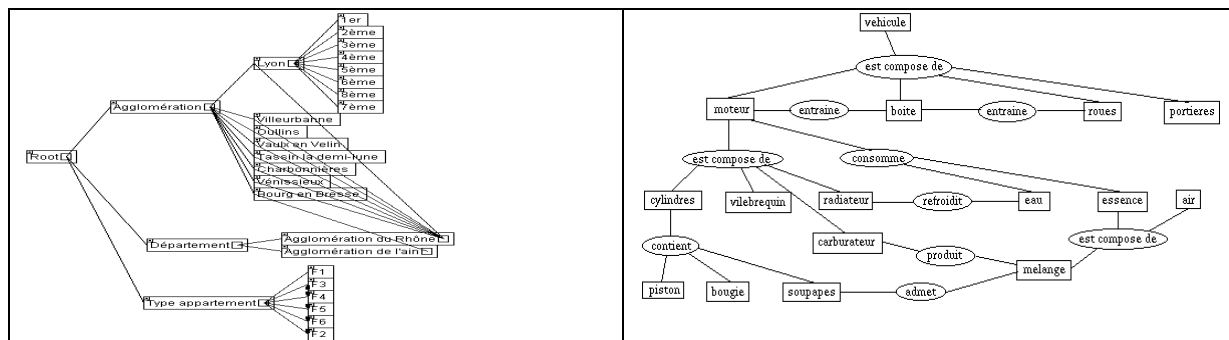 1er
2ème
3ème
Lyon
4ème
5ème
6ème
8ème
7ème
Agglomération
Villeurbanne
Oullins
Vaulx en Velin
Tassin la demi-lune
Charbonnières
Vénissieux
Bourg en Bresse
Root
Département
Agglomération du Rhône
Agglomération de l'ain
Type appartement
F1
F3
F4
F5
F6
F2
vehicule
est compose de
moteur entraine boite entraine roues portieres
est compose de consomme
cylindres vilebrequin radiateur refroidit eau essence air
contient carburateur produit est compose de
piston bougie soupapes admet melange